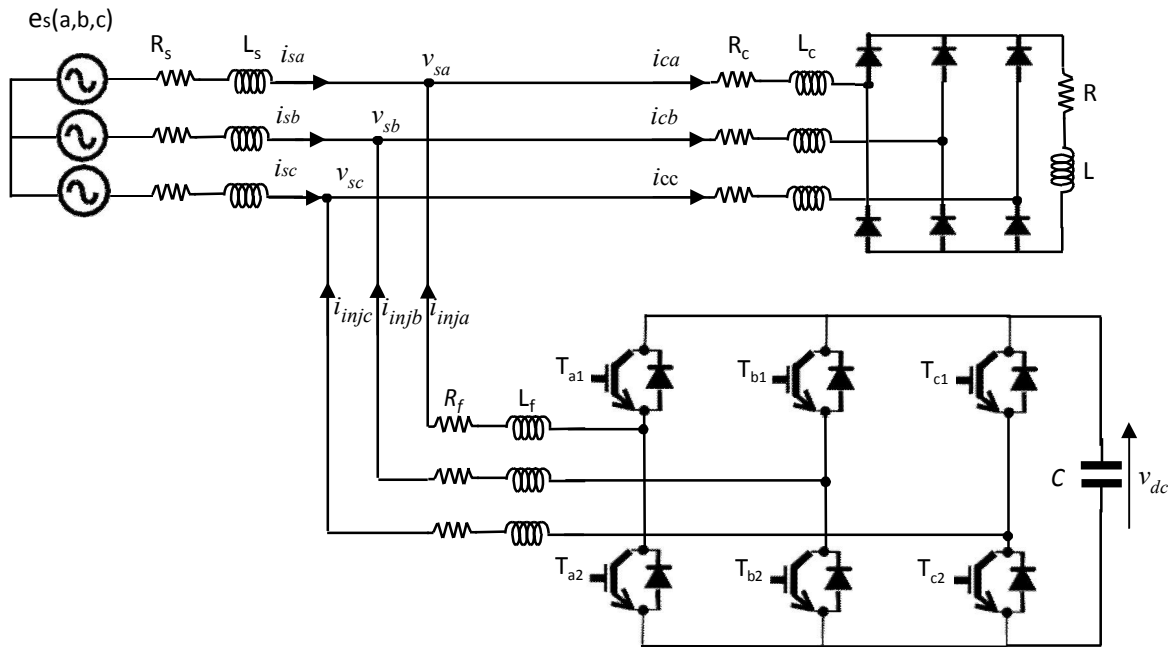 es(a,b,c)
Rs Ls isa vsa ica Rc Lc
R
isb vsb icb
L
isc vsc icc
iinjc iinjb iinja
Ta1 Tb1 Tc1
Rf Lf
C vdc
Ta2 Tb2 Tc2